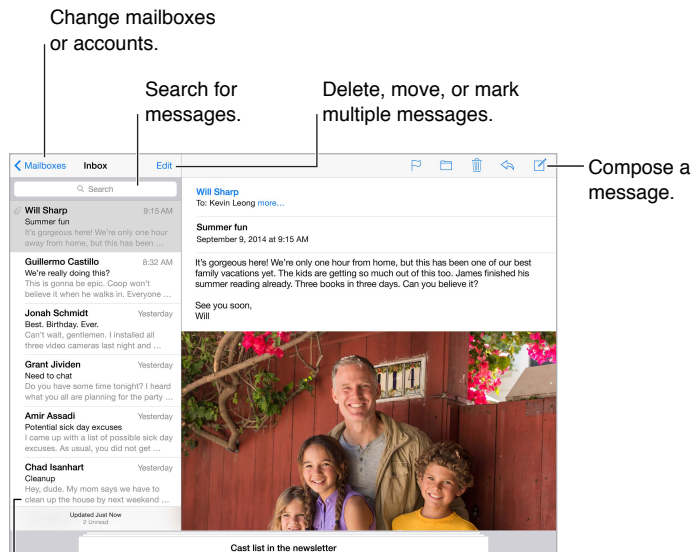 Change mailboxes
or accounts.
Search for
messages.
Delete, move, or mark
multiple messages.
Compose a
message.
Mailboxes Inbox Edit
Search
Will Sharp 9:15 AM
Summer fun
It's gorgeous here! We're only one hour
away from home, but this has been …
Guillermo Castillo 8:32 AM
We're really doing this?
This is gonna be epic. Coop won't
believe it when he walks in. Everyone …
Jonah Schmidt Yesterday
Best. Birthday. Ever.
Can't wait, gentlemen. I installed all
three video cameras last night and …
Grant Jividen Yesterday
Need to chat
Do you have some time tonight? I heard
what you all are planning for the party …
Amir Assadi Yesterday
Potential sick day excuses
I came up with a list of possible sick day
excuses. As usual, you did not get …
Chad Isanhart Yesterday
Cleanup
Hey, dude. My mom says we have to
clean up the house by next weekend …
Updated Just Now
2 Unread
Will Sharp
To: Kevin Leong more…
Summer fun
September 9, 2014 at 9:15 AM
It's gorgeous here! We're only one hour from home, but this has been one of our best
family vacations yet. The kids are getting so much out of this too. James finished his
summer reading already. Three books in three days. Can you believe it?
See you soon,
Will
Cast list in the newsletter